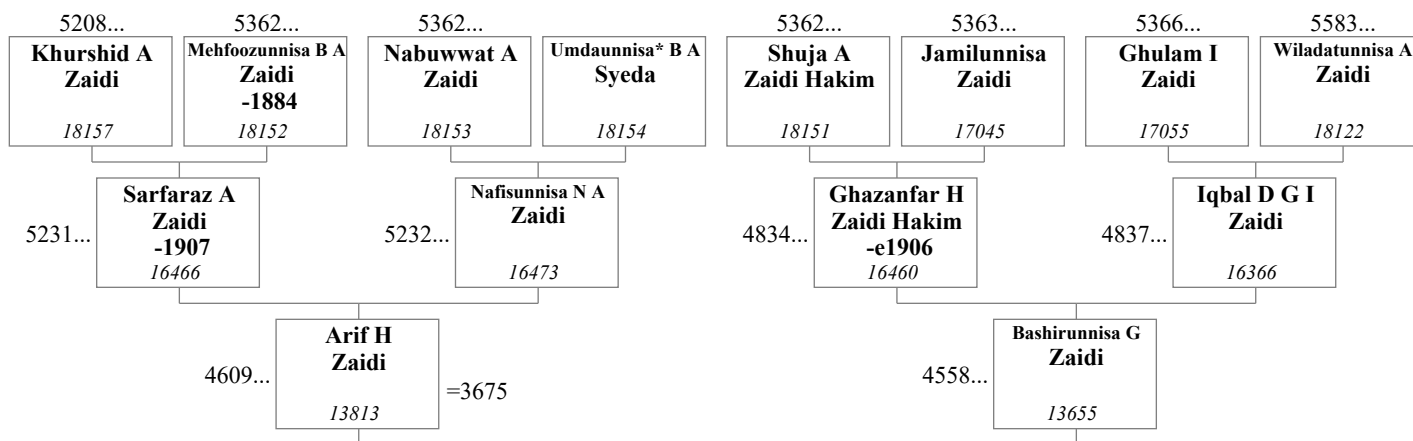 5208... 5362... 5362... 5362... 5363... 5366... 5583...
Khurshid A
Zaidi
18157
Mehfoozunnisa B A
Zaidi
-1884
18152
Nabuwwat A
Zaidi
18153
Umdaunnisa* B A
Syeda
18154
Shuja A
Zaidi Hakim
18151
Jamilunnisa
Zaidi
17045
Ghulam I
Zaidi
17055
Wiladatunnisa A
Zaidi
18122
5231...
Sarfaraz A
Zaidi
-1907
16466
5232...
Nafisunnisa N A
Zaidi
16473
4834...
Ghazanfar H
Zaidi Hakim
-e1906
16460
4837...
Iqbal D G I
Zaidi
16366
4609...
Arif H
Zaidi
13813
=3675
4558...
Bashirunnisa G
Zaidi
13655